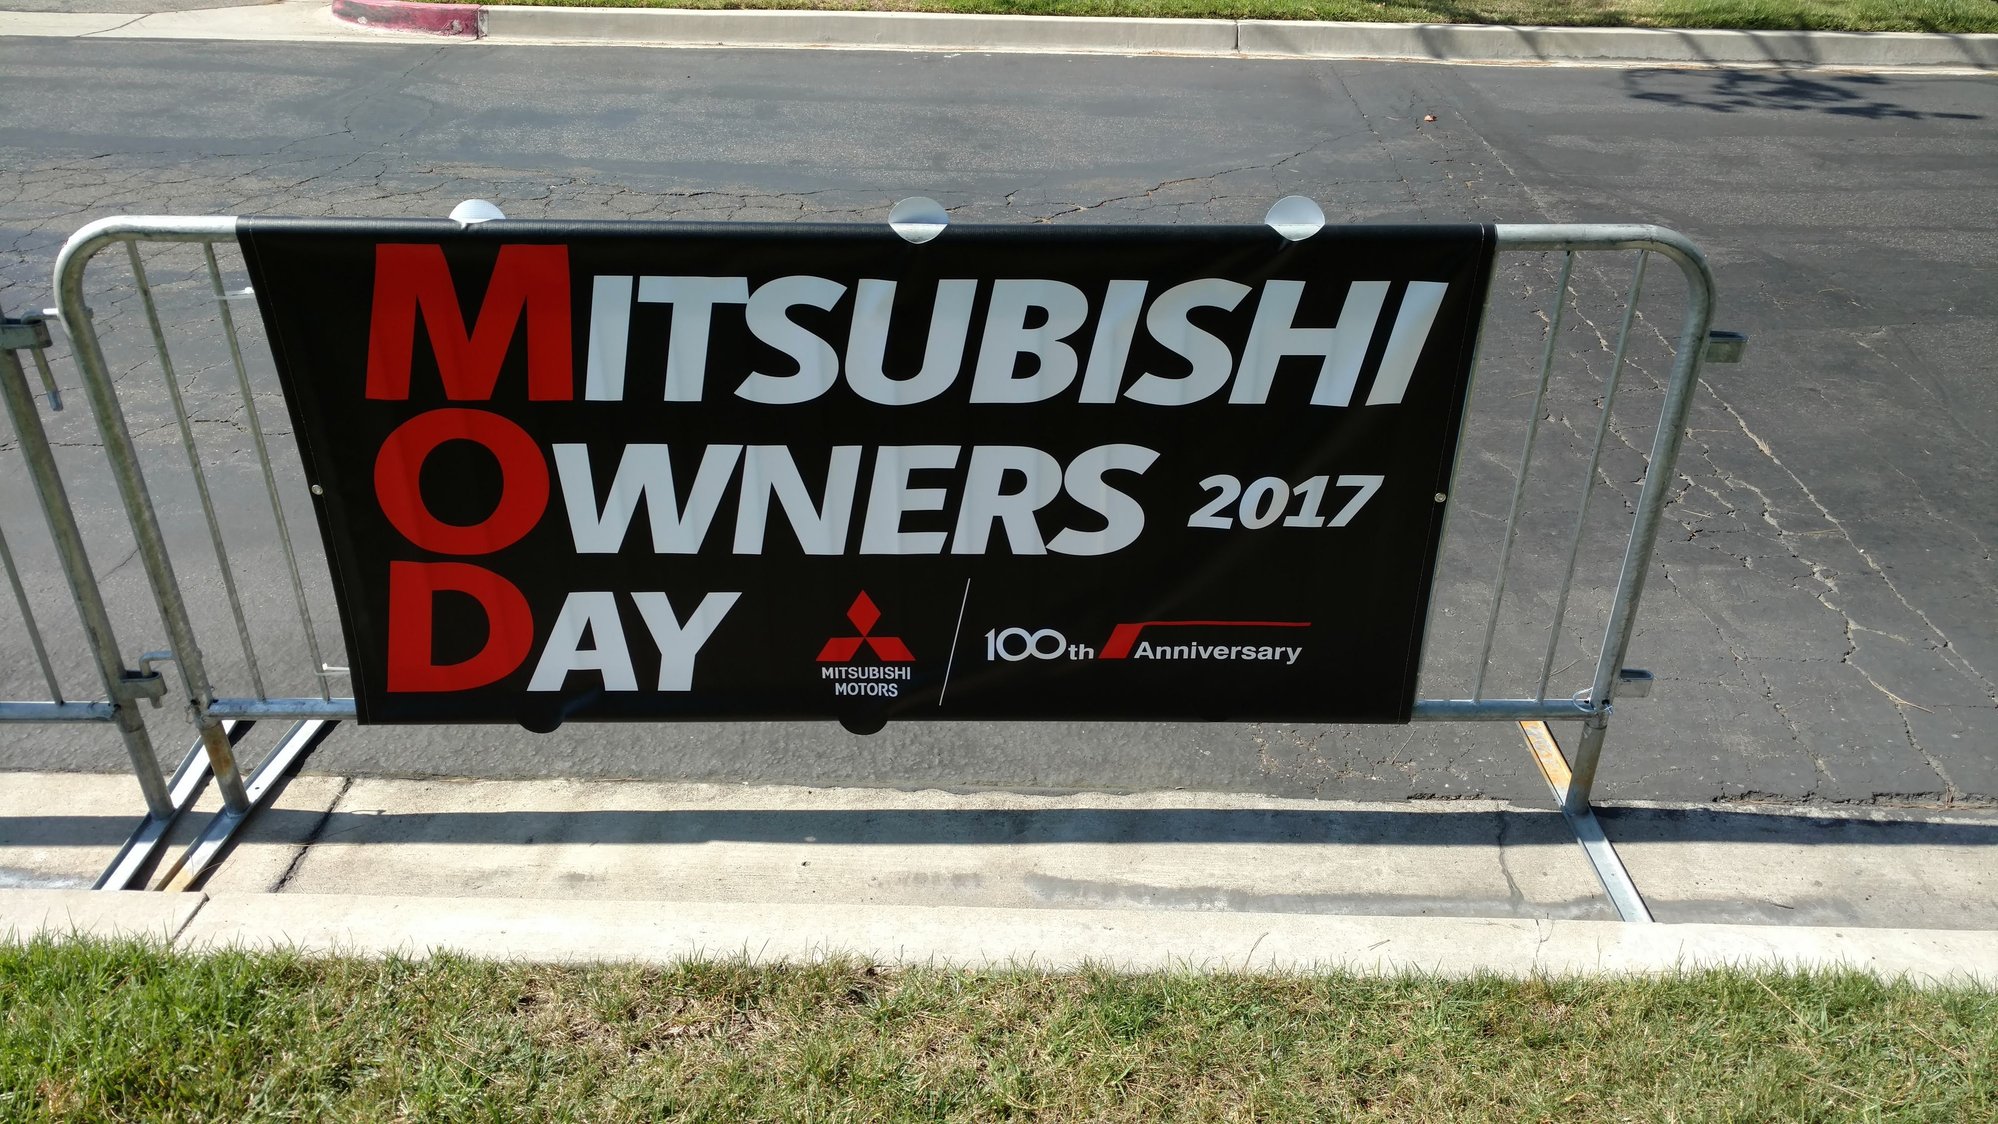 MITSUBISHI
OWNERS 2017
DAY
MITSUBISHI
MOTORS
100th Anniversary